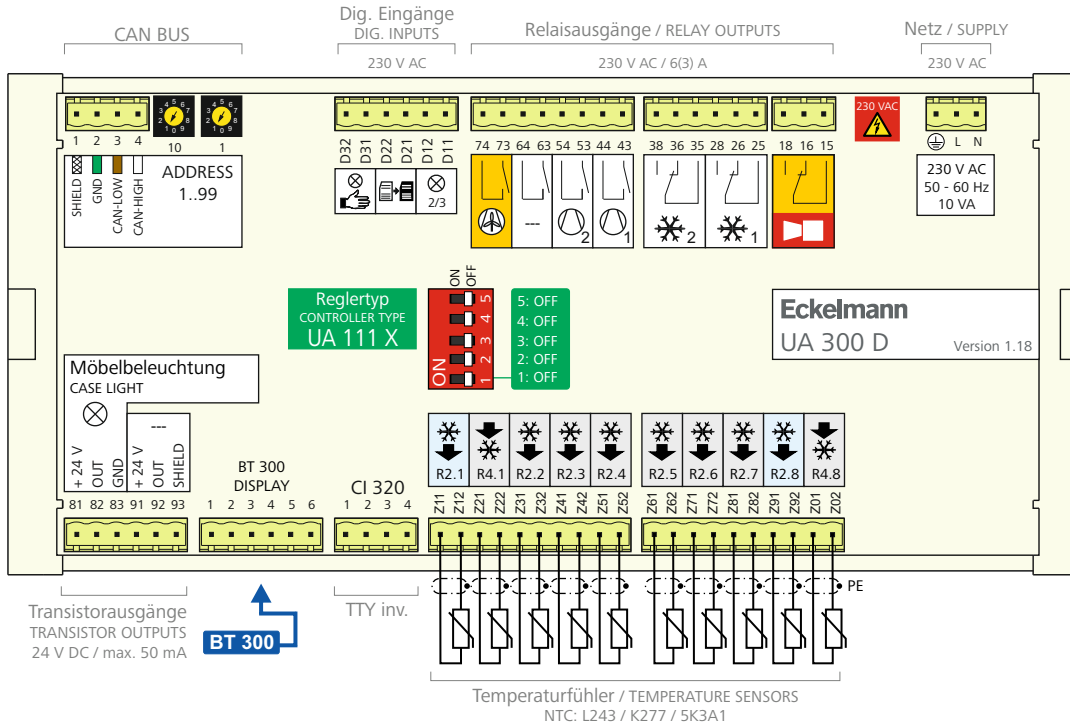 CAN BUS
Dig. Eingänge
DIG. INPUTS
230 V AC
Relaisausgänge / RELAY OUTPUTS
230 V AC / 6(3) A
Netz / SUPPLY
230 V AC
1 2 3 4
10 1
SHIELD
GND
CAN-LOW
CAN-HIGH
ADDRESS
1..99
D32 D31 D22 D21 D12 D11
2/3
74 73 64 63 54 53 44 43
---
2
1
38 36 35 28 26 25
2
1
18 16 15
230 VAC
L N
230 V AC
50 - 60 Hz
10 VA
Reglertyp
CONTROLLER TYPE
UA 111 X
ON OFF
ON
5
4
3
2
1
5: OFF
4: OFF
3: OFF
2: OFF
1: OFF
Eckelmann
UA 300 D
Version 1.18
Möbelbeleuchtung
CASE LIGHT
+ 24 V
OUT
GND
---
+ 24 V
OUT
SHIELD
81 82 83 91 92 93
BT 300
DISPLAY
1 2 3 4 5 6
CI 320
1 2 3 4
R2.1 R4.1 R2.2 R2.3 R2.4
R2.5 R2.6 R2.7 R2.8 R4.8
Z11 Z12 Z21 Z22 Z31 Z32 Z41 Z42 Z51 Z52
Z61 Z62 Z71 Z72 Z81 Z82 Z91 Z92 Z01 Z02
PE
Transistorausgänge
TRANSISTOR OUTPUTS
24 V DC / max. 50 mA
BT 300
TTY inv.
Temperaturfühler / TEMPERATURE SENSORS
NTC: L243 / K277 / 5K3A1